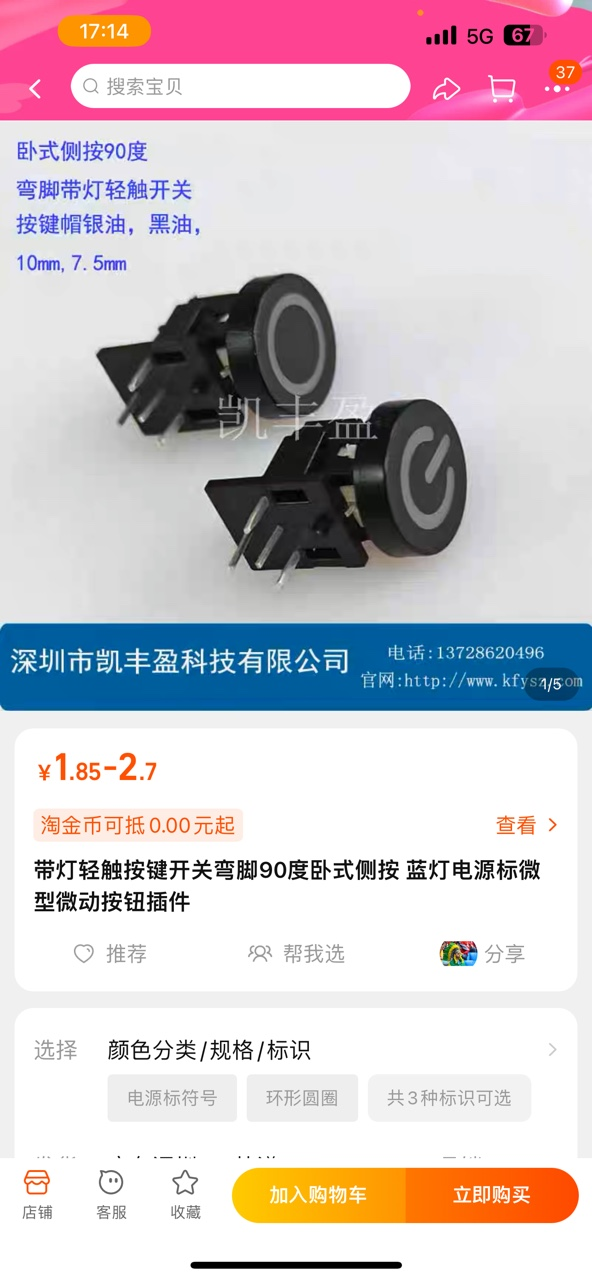 17:14
5G
67
搜索宝贝
37
卧式侧按90度
弯脚带灯轻触开关
按键帽银油，黑油，
10mm,7.5mm
凯丰盈
深圳市凯丰盈科技有限公司
电话:13728620496
官网:http://www.kfysz.com
1/5
¥1.85-2.7
淘金币可抵0.00元起
查看
带灯轻触按键开关弯脚90度卧式侧按 蓝灯电源标微
型微动按钮插件
推荐
帮我选
分享
选择
颜色分类/规格/标识
电源标符号
环形圆圈
共3种标识可选
店铺
客服
收藏
加入购物车
立即购买